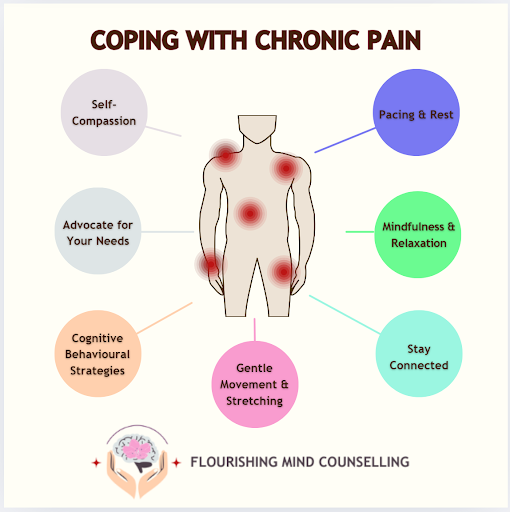 COPING WITH CHRONIC PAIN
Self-
Compassion
Pacing & Rest
Advocate for
Your Needs
Mindfulness &
Relaxation
Cognitive
Behavioural
Strategies
Gentle
Movement &
Stretching
Stay
Connected
FLOURISHING MIND COUNSELLING